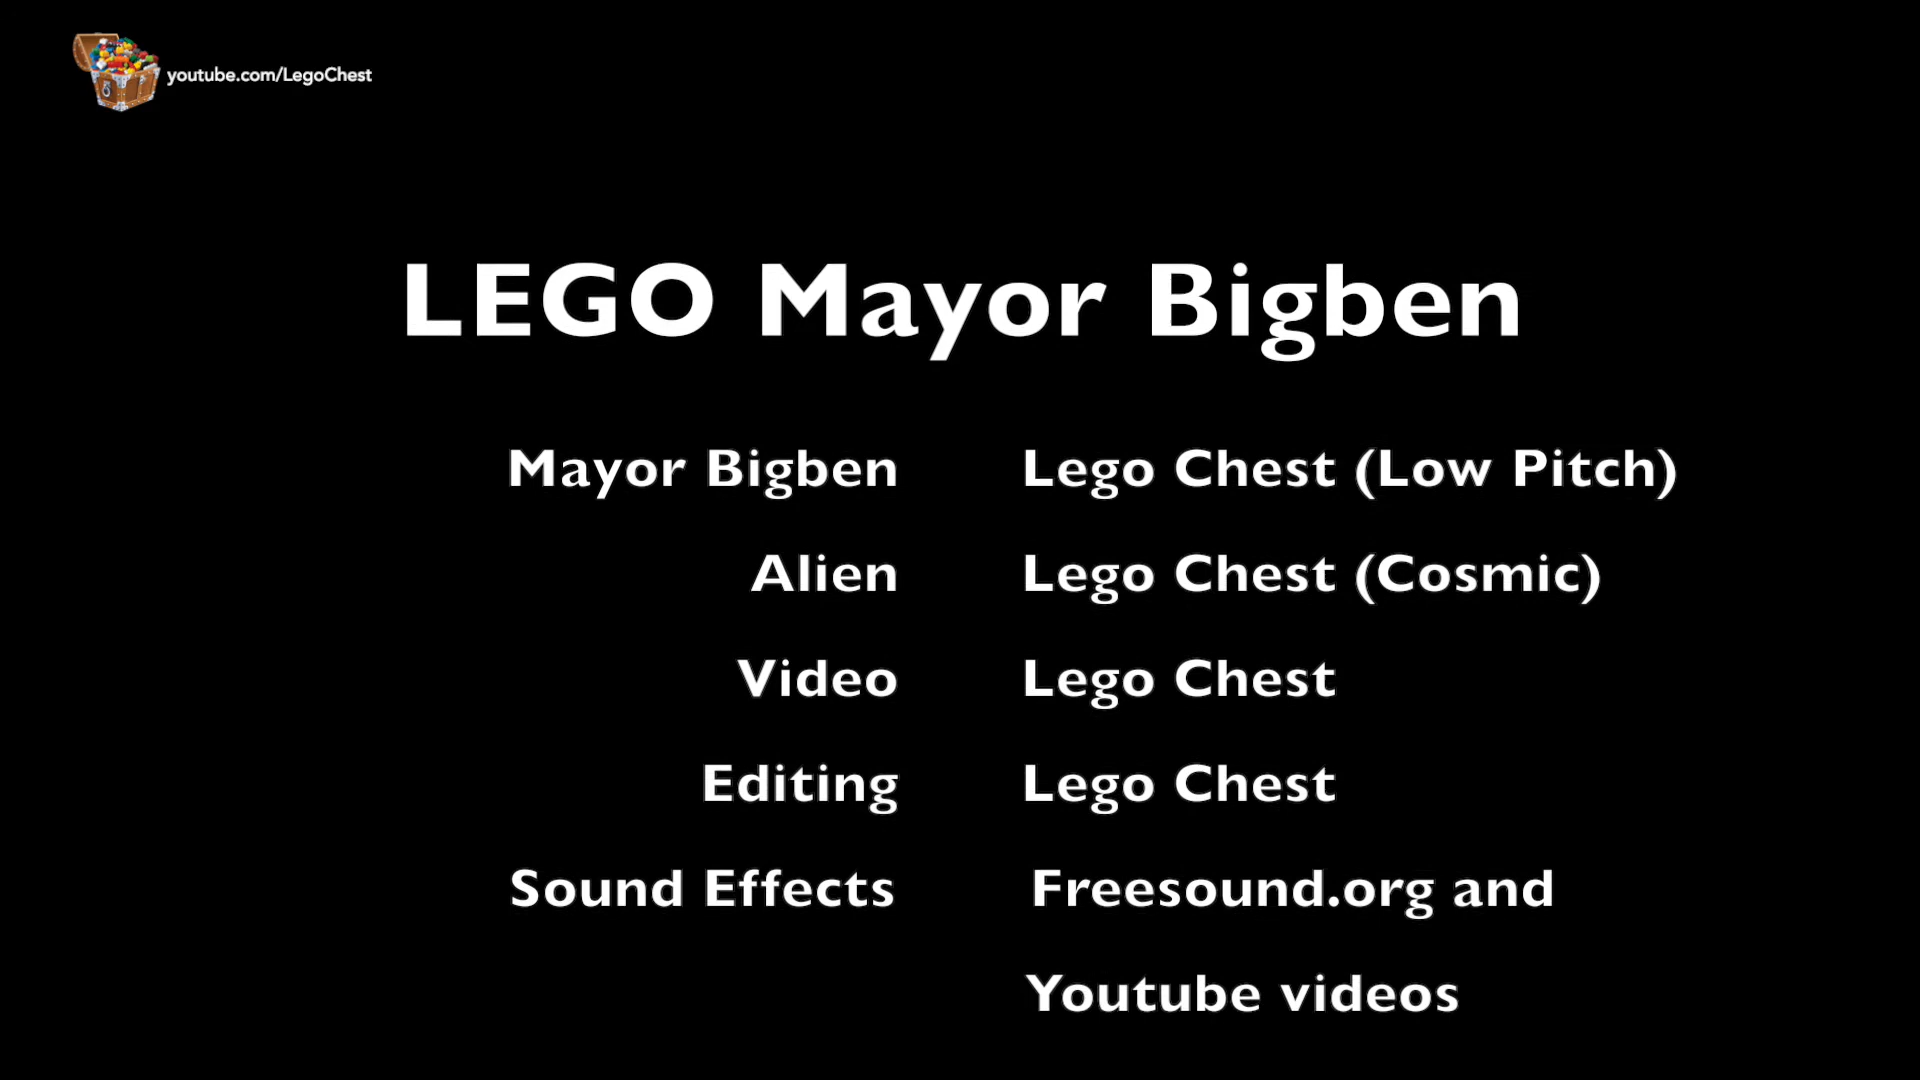 youtube.com/LegoChest
LEGO Mayor Bigben
Mayor Bigben Lego Chest (Low Pitch)
Alien Lego Chest (Cosmic)
Video Lego Chest
Editing Lego Chest
Sound Effects Freesound.org and
Youtube videos